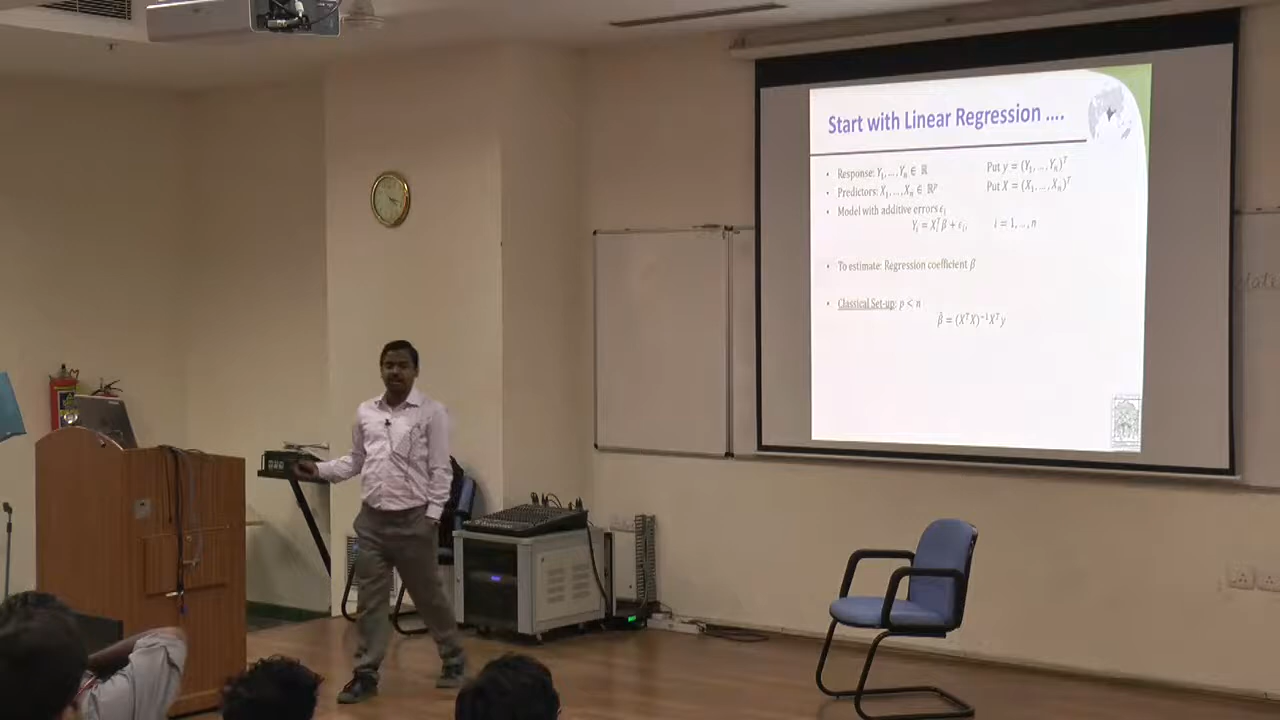 Start with Linear Regression ....
• Response: Y₁, … , Yₙ ∈ ℝ Put y = (Y₁, … , Yₙ)ᵀ
• Predictors: X₁, … , Xₙ ∈ ℝᵖ Put X = (X₁, … , Xₙ)ᵀ
• Model with additive errors ϵᵢ
Yᵢ = Xᵢᵀβ + ϵᵢ, i = 1, … , n
• To estimate: Regression coefficient β
• Classical Set-up: p < n
β̂ = (XᵀX)⁻¹Xᵀy